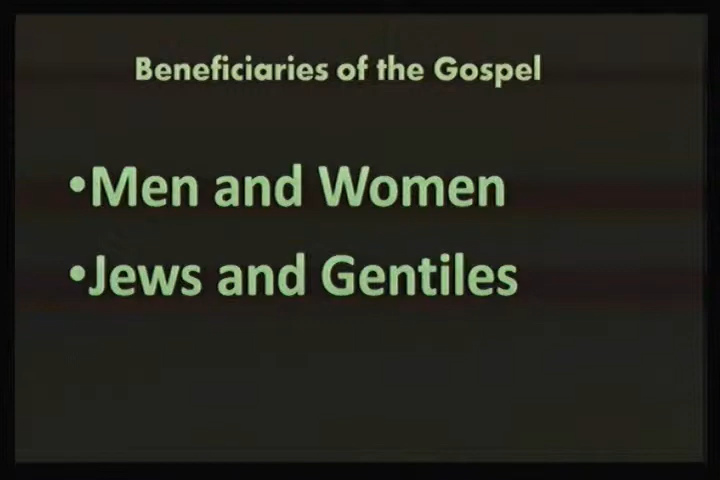 Beneficiaries of the Gospel
•Men and Women
•Jews and Gentiles